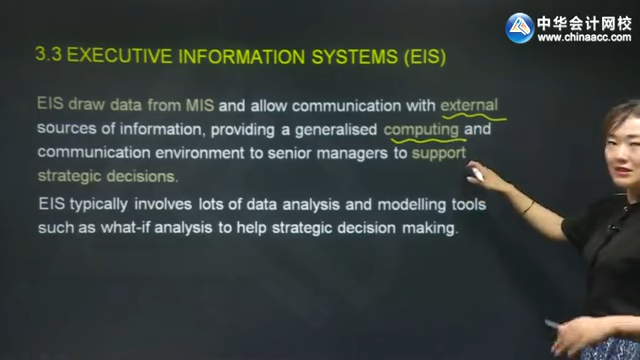 中华会计网校
www.chinaacc.com
3.3 EXECUTIVE INFORMATION SYSTEMS (EIS)
EIS draw data from MIS and allow communication with external
sources of information, providing a generalised computing and
communication environment to senior managers to support
strategic decisions.
EIS typically involves lots of data analysis and modelling tools
such as what-if analysis to help strategic decision making.